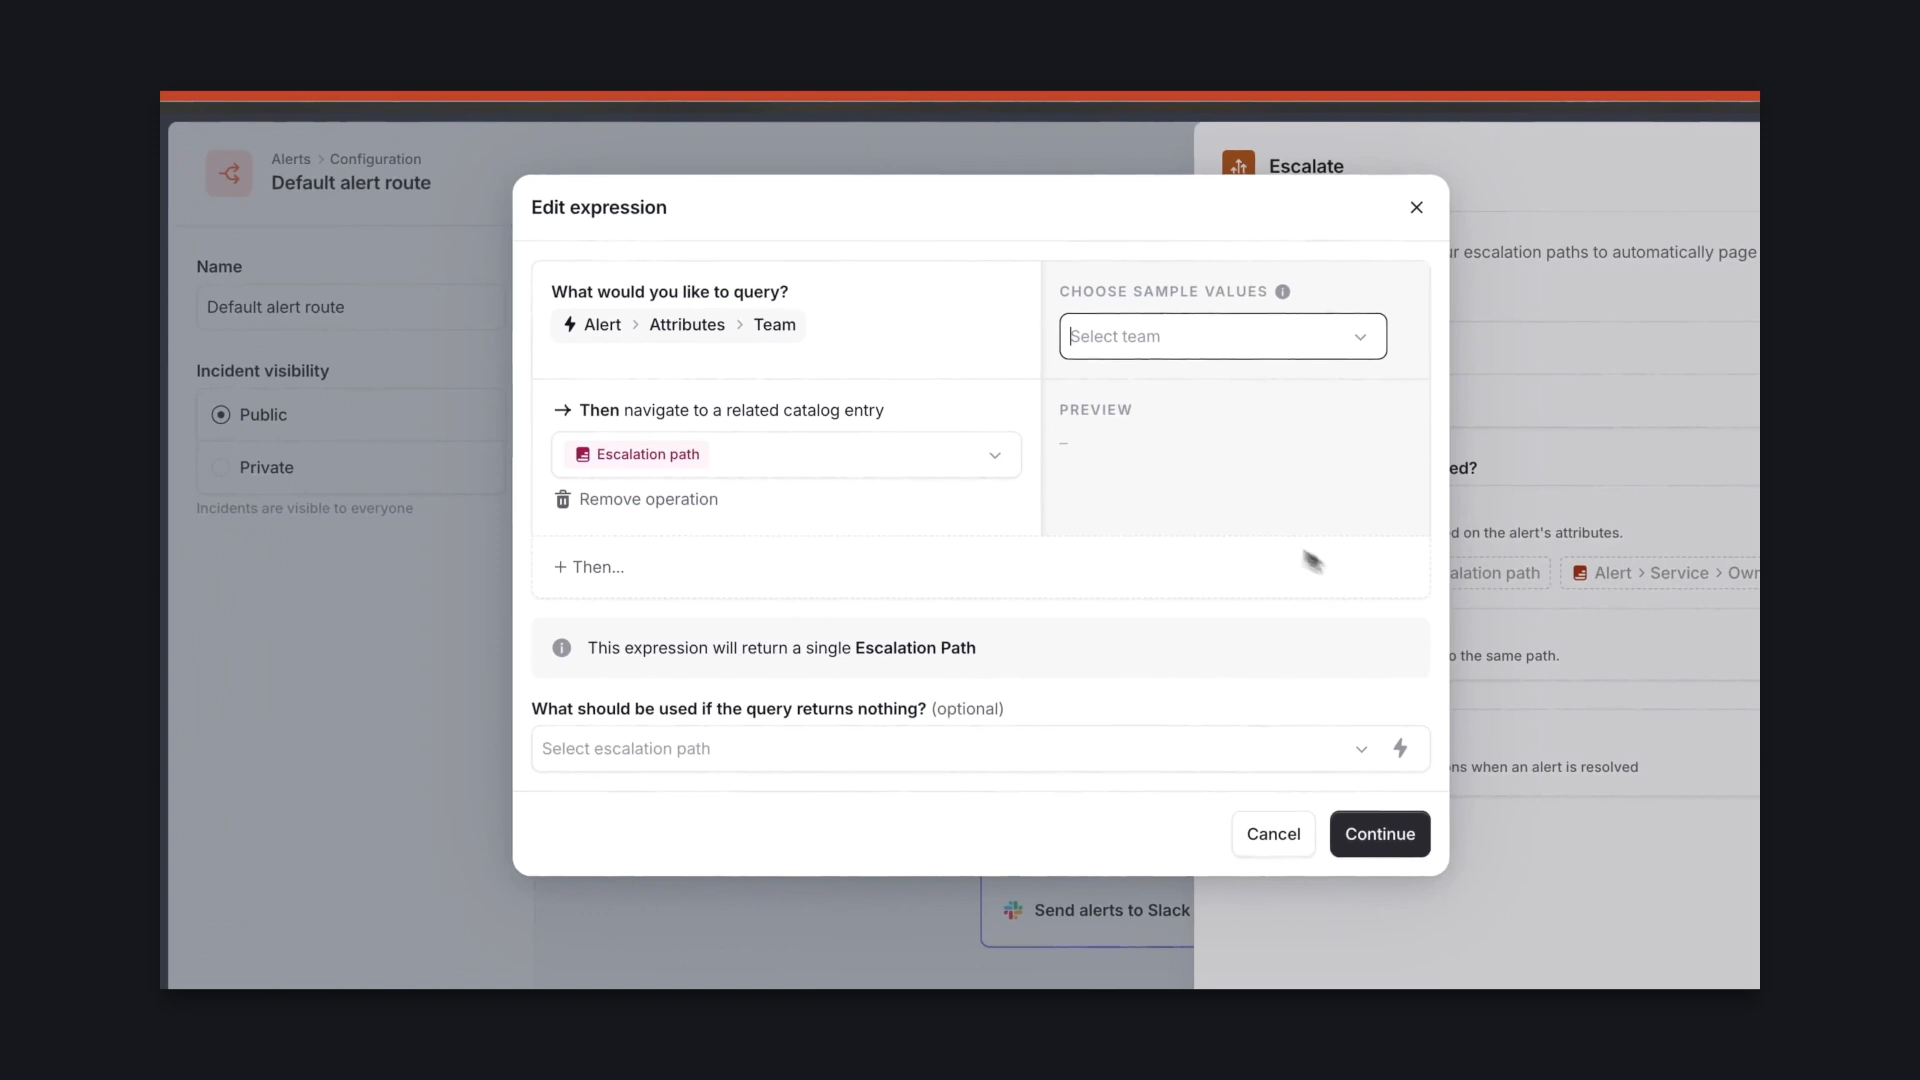 Alerts > Configuration
Default alert route
Name
Default alert route
Incident visibility
Public
Private
Incidents are visible to everyone
Edit expression
What would you like to query?
Alert > Attributes > Team
CHOOSE SAMPLE VALUES
Select team
→ Then navigate to a related catalog entry
Escalation path
Remove operation
PREVIEW
–
+ Then...
This expression will return a single Escalation Path
What should be used if the query returns nothing? (optional)
Select escalation path
Cancel
Continue
Send alerts to Slack
Escalate
escalation paths to automatically page
ed?
on the alert's attributes.
alation path
Alert > Service > Own
o the same path.
ns when an alert is resolved